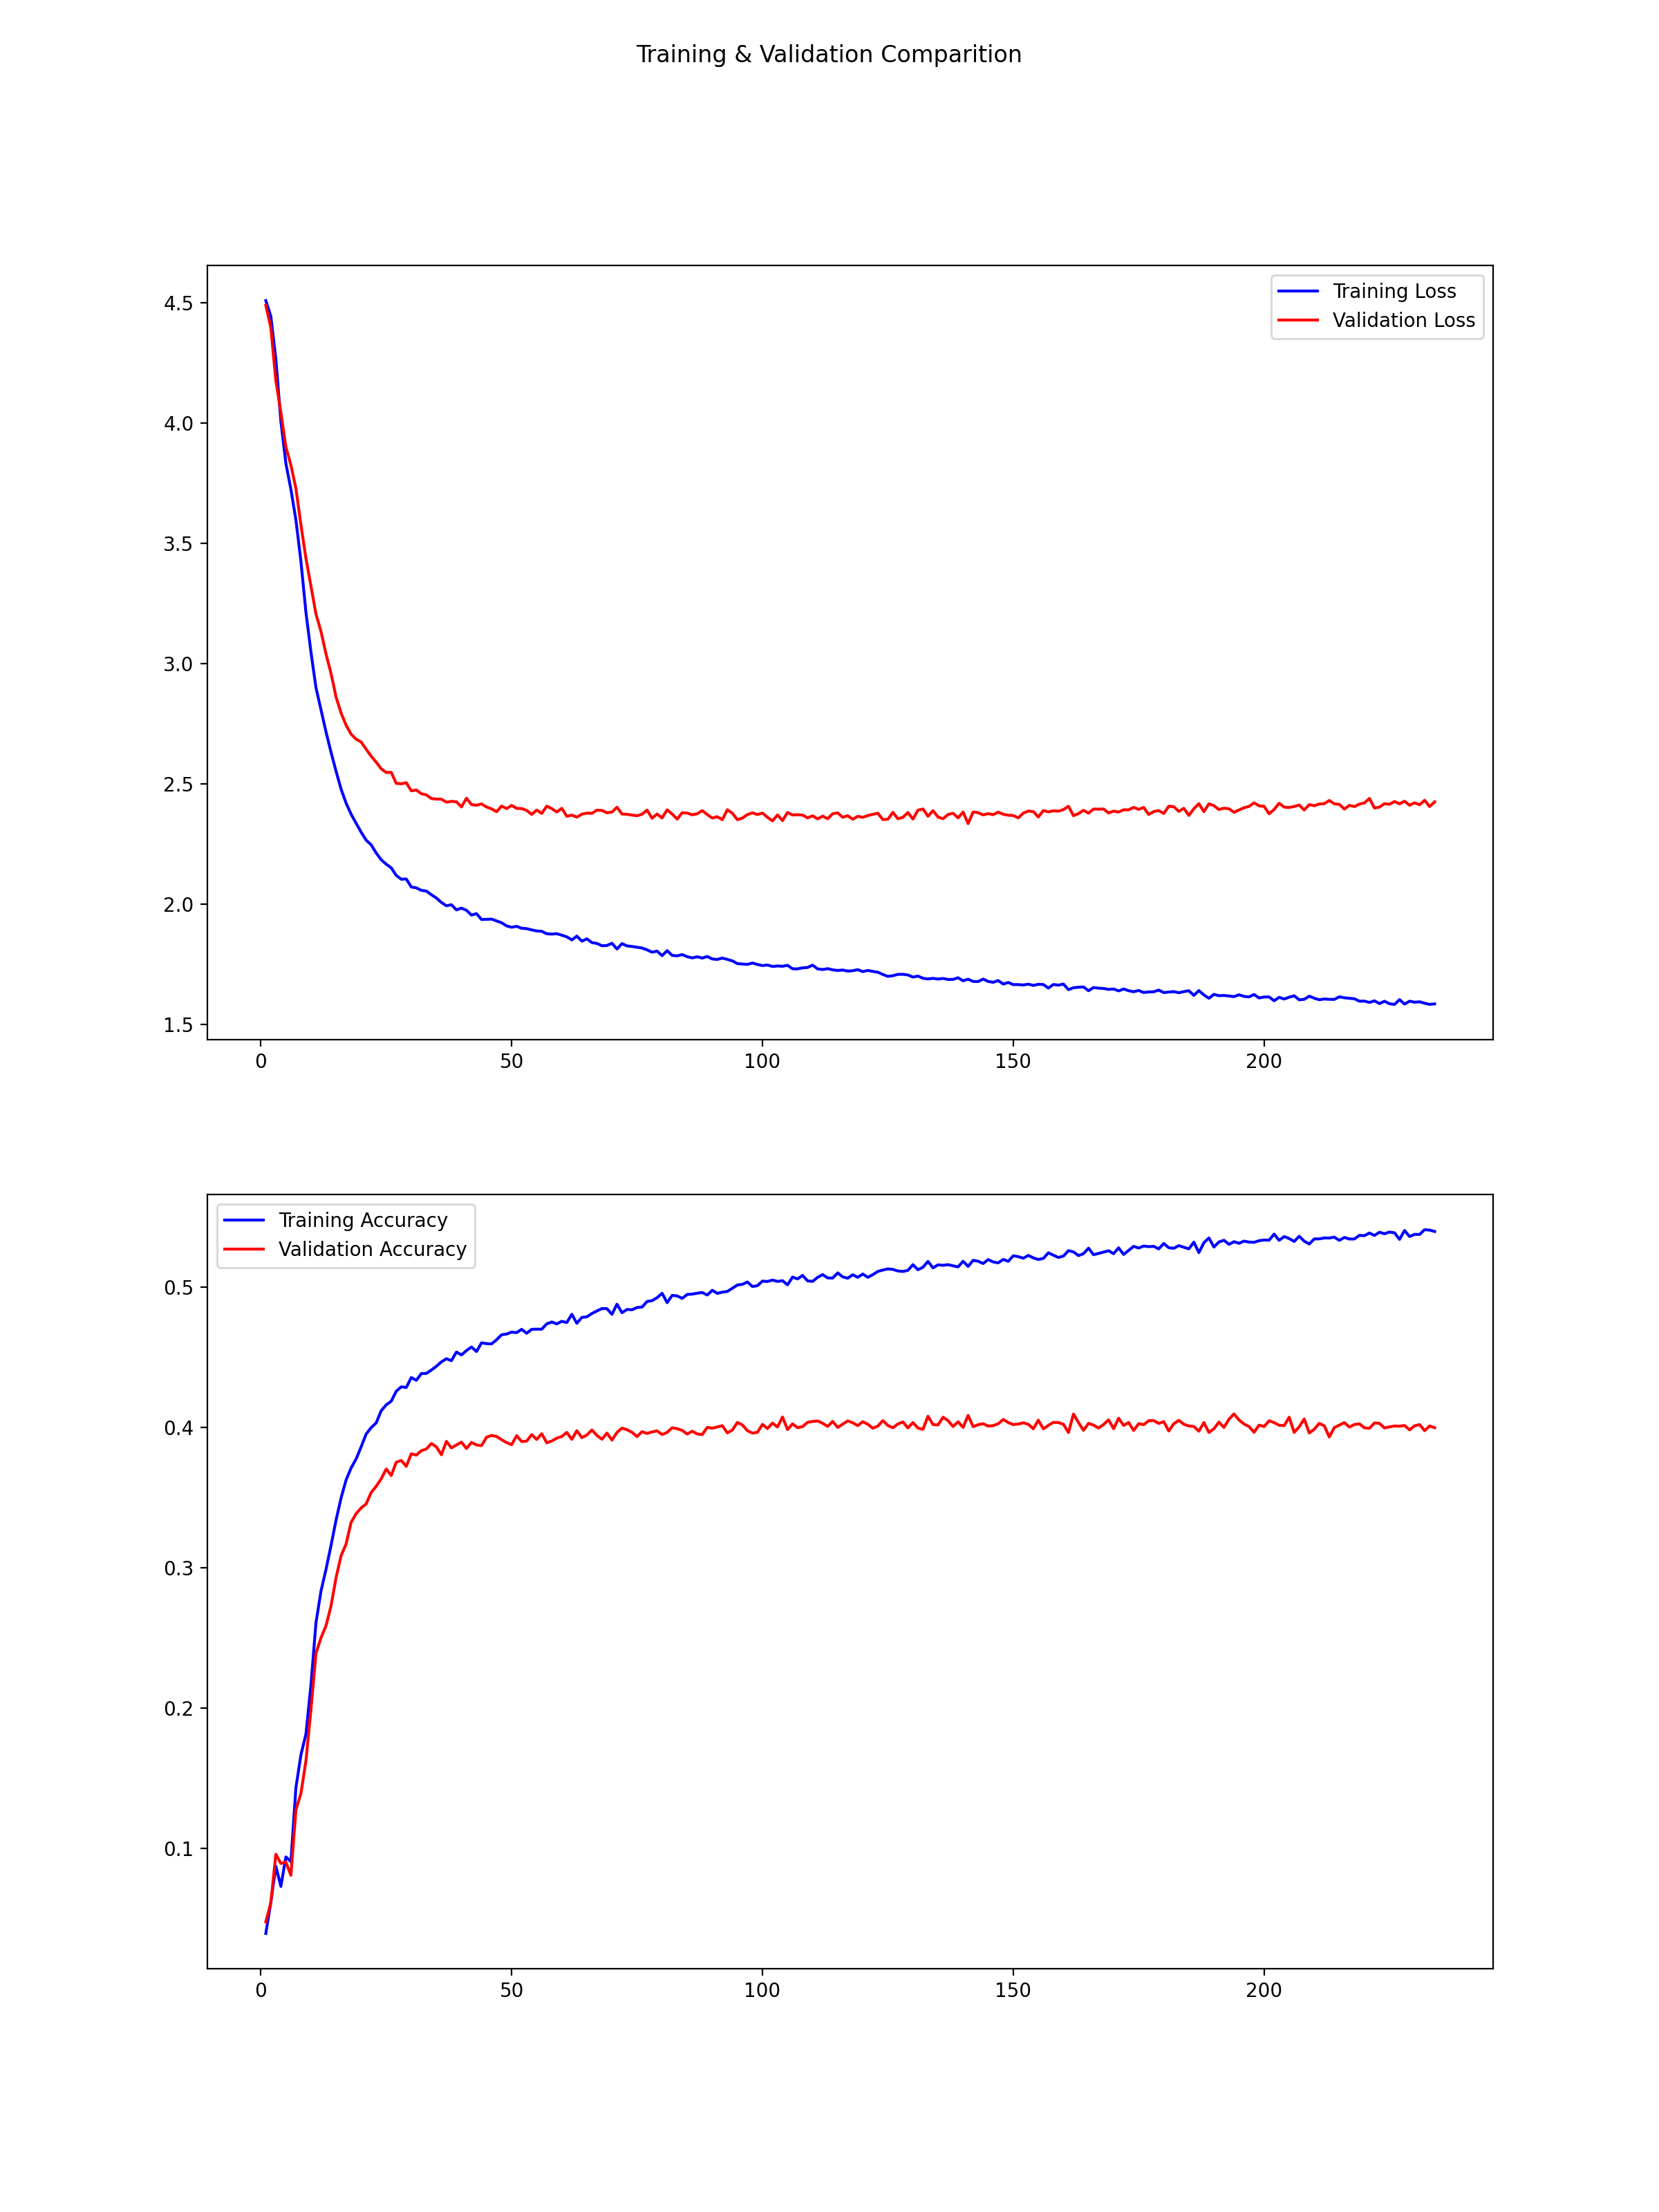 Training & Validation Comparition
4.5
4.0
3.5
3.0
2.5
2.0
1.5
Training Loss
Validation Loss
0 50 100 150 200
Training Accuracy
Validation Accuracy
0.5
0.4
0.3
0.2
0.1
0 50 100 150 200